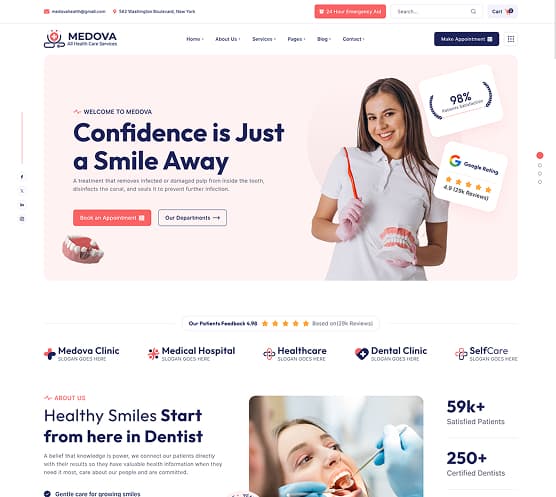 medovahealth@gmail.com
562 Washington Boulevard, New York
24 Hour Emergency Aid
Search...
Cart
MEDOVA
All Health Care Services
Home
About Us
Services
Pages
Blog
Contact
Make Appointment
WELCOME TO MEDOVA
Confidence is Just
a Smile Away
A treatment that removes infected or damaged pulp from inside the tooth,
disinfects the canal, and seals it to prevent further infection.
Book an Appointment
Our Departments
98%
Patients Satisfaction
Google Rating
4.9 (29k Reviews)
Our Patients Feedback 4.98
Based on(29k Reviews)
Medova Clinic
SLOGAN GOES HERE
Medical Hospital
SLOGAN GOES HERE
Healthcare
SLOGAN GOES HERE
Dental Clinic
SLOGAN GOES HERE
SelfCare
SLOGAN GOES HERE
ABOUT US
Healthy Smiles Start
from here in Dentist
A belief that knowledge is power, we connect our patients directly
with their results so they have valuable health information when they
need it most, care about people and are committed.
Gentle care for growing smiles
59k+
Satisfied Patients
250+
Certified Dentists